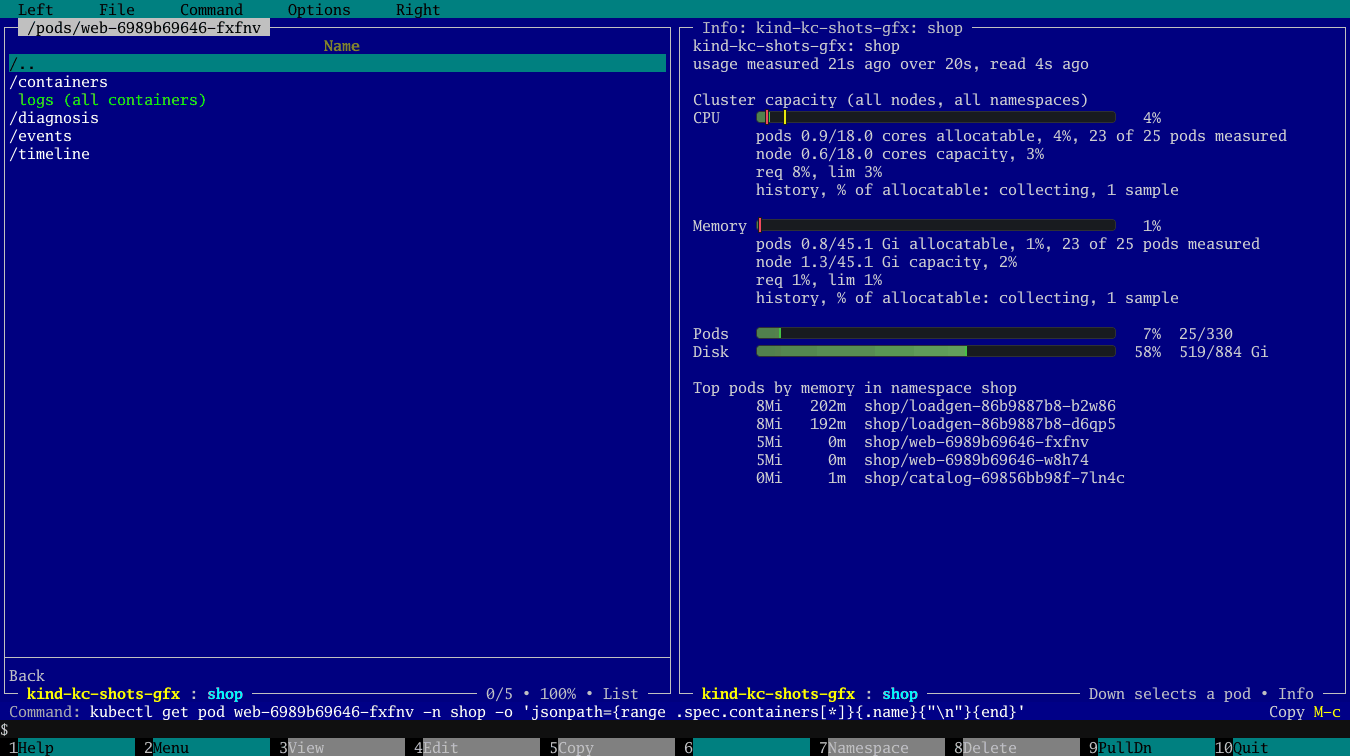 Left File Command Options Right
/pods/web-6989b69646-fxfnv
Name
/..
/containers
logs (all containers)
/diagnosis
/events
/timeline
Back
kind-kc-shots-gfx : shop 0/5 • 100% • List
Info: kind-kc-shots-gfx: shop
kind-kc-shots-gfx: shop
usage measured 21s ago over 20s, read 4s ago
Cluster capacity (all nodes, all namespaces)
CPU 4%
pods 0.9/18.0 cores allocatable, 4%, 23 of 25 pods measured
node 0.6/18.0 cores capacity, 3%
req 8%, lim 3%
history, % of allocatable: collecting, 1 sample
Memory 1%
pods 0.8/45.1 Gi allocatable, 1%, 23 of 25 pods measured
node 1.3/45.1 Gi capacity, 2%
req 1%, lim 1%
history, % of allocatable: collecting, 1 sample
Pods 7% 25/330
Disk 58% 519/884 Gi
Top pods by memory in namespace shop
8Mi 202m shop/loadgen-86b9887b8-b2w86
8Mi 192m shop/loadgen-86b9887b8-d6qp5
5Mi 0m shop/web-6989b69646-fxfnv
5Mi 0m shop/web-6989b69646-w8h74
0Mi 1m shop/catalog-69856bb98f-7ln4c
kind-kc-shots-gfx : shop Down selects a pod • Info
Command: kubectl get pod web-6989b69646-fxfnv -n shop -o 'jsonpath={range .spec.containers[*]}{.name}{"\n"}{end}' Copy M-c
$
1Help 2Menu 3View 4Edit 5Copy 6 7Namespace 8Delete 9PullDn 10Quit